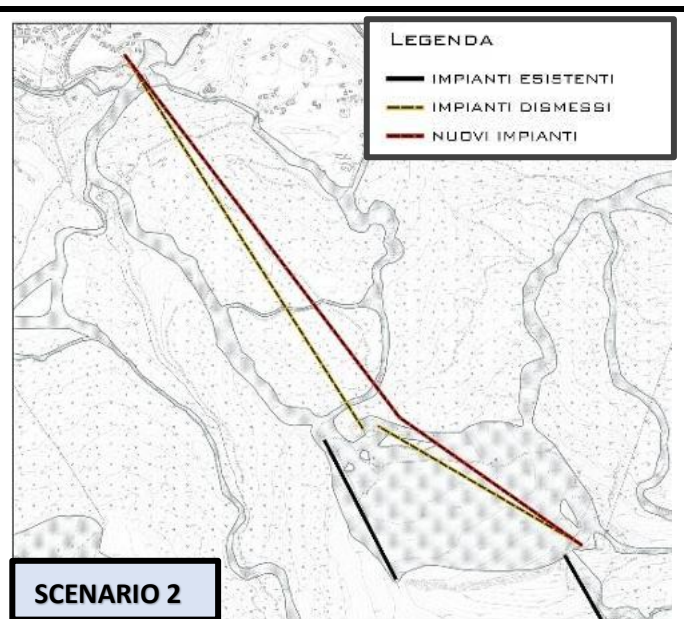 LEGENDA
IMPIANTI ESISTENTI
IMPIANTI DISMESSI
NUOVI IMPIANTI
SCENARIO 2